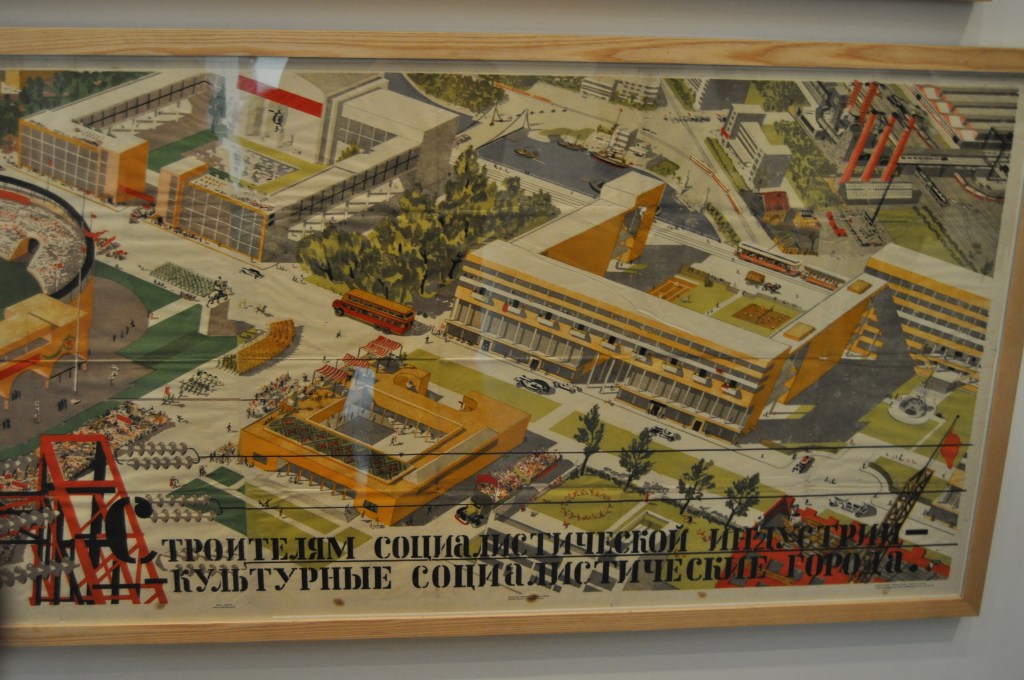 СТРОИТЕЛЯМ СОЦИАЛИСТИЧЕСКОЙ ИНДУСТРИИ –
– КУЛЬТУРНЫЕ СОЦИАЛИСТИЧЕСКИЕ ГОРОДА.